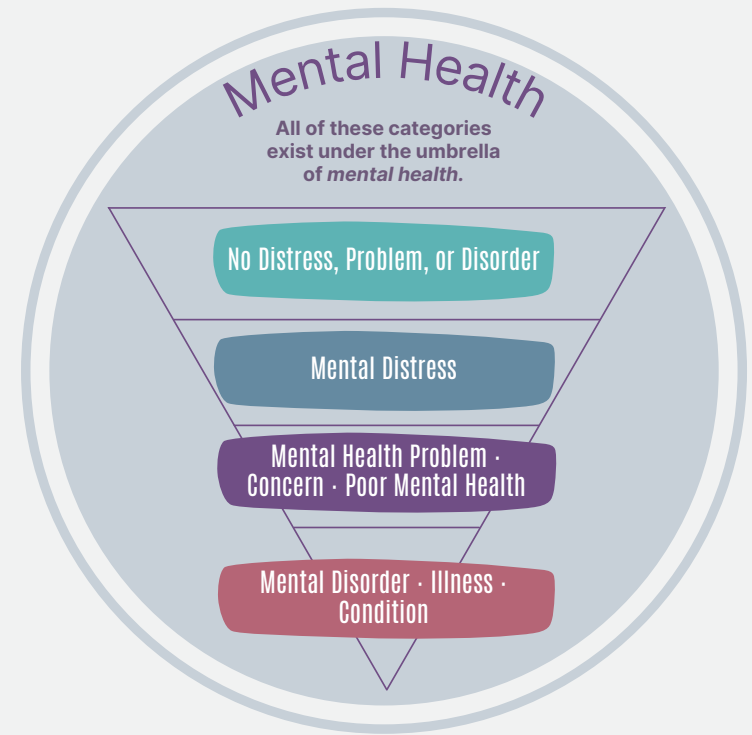 Mental Health
All of these categories
exist under the umbrella
of mental health.
No Distress, Problem, or Disorder
Mental Distress
Mental Health Problem ·
Concern · Poor Mental Health
Mental Disorder · Illness ·
Condition